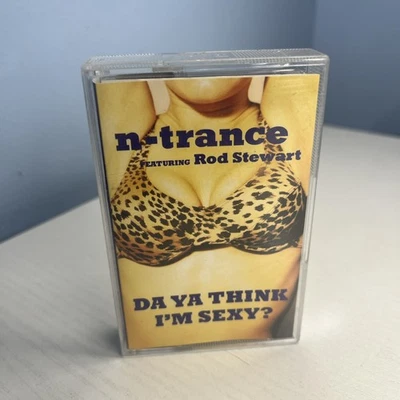 n-trance
FEATURING Rod Stewart
DA YA THINK
I'M SEXY?